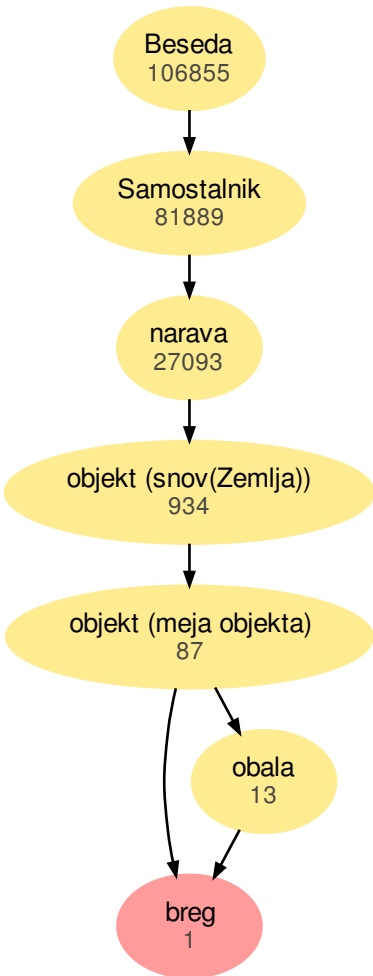 Beseda
106855
Samostalnik
81889
narava
27093
objekt (snov(Zemlja))
934
objekt (meja objekta)
87
obala
13
breg
1